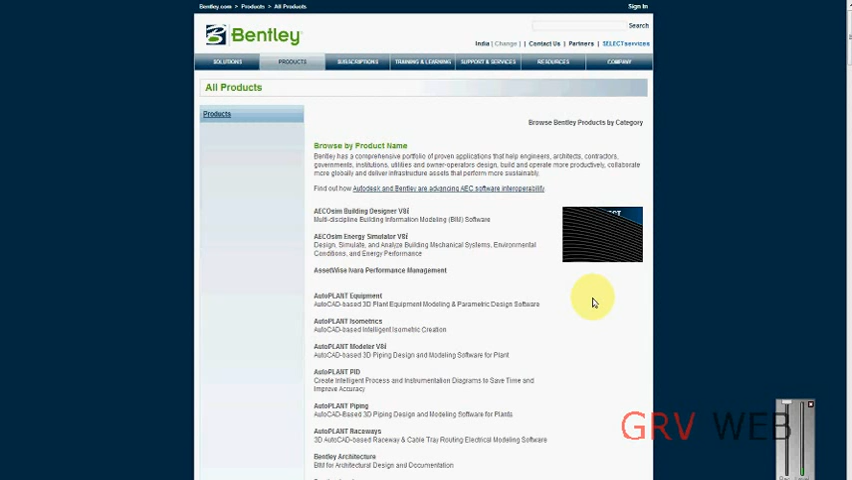 Bentley.com > Products > All Products
Sign In
Bentley
Search
India | Change | | Contact Us | Partners | SELECTservices
SOLUTIONS PRODUCTS SUBSCRIPTIONS TRAINING & LEARNING SUPPORT & SERVICES RESOURCES COMPANY
All Products
Products
Browse Bentley Products by Category
Browse by Product Name
Bentley has a comprehensive portfolio of proven applications that help engineers, architects, contractors,
governments, institutions, utilities and owner-operators design, build and operate more productively, collaborate
more globally and deliver infrastructure assets that perform more sustainably.
Find out how Autodesk and Bentley are advancing AEC software interoperability
AECOsim Building Designer V8i
Multi-discipline Building Information Modeling (BIM) Software
AECOsim Energy Simulator V8i
Design, Simulate, and Analyze Building Mechanical Systems, Environmental
Conditions, and Energy Performance
AssetWise Ivara Performance Management
AutoPLANT Equipment
AutoCAD-based 3D Plant Equipment Modeling & Parametric Design Software
AutoPLANT Isometrics
AutoCAD-based Intelligent Isometric Creation
AutoPLANT Modeler V8i
AutoCAD-based 3D Piping Design and Modeling Software for Plant
AutoPLANT PID
Create Intelligent Process and Instrumentation Diagrams to Save Time and
Improve Accuracy
AutoPLANT Piping
AutoCAD-Based 3D Piping Design and Modeling Software for Plants
AutoPLANT Raceways
3D AutoCAD-based Raceway & Cable Tray Routing Electrical Modeling Software
Bentley Architecture
BIM for Architectural Design and Documentation
GRV WEB